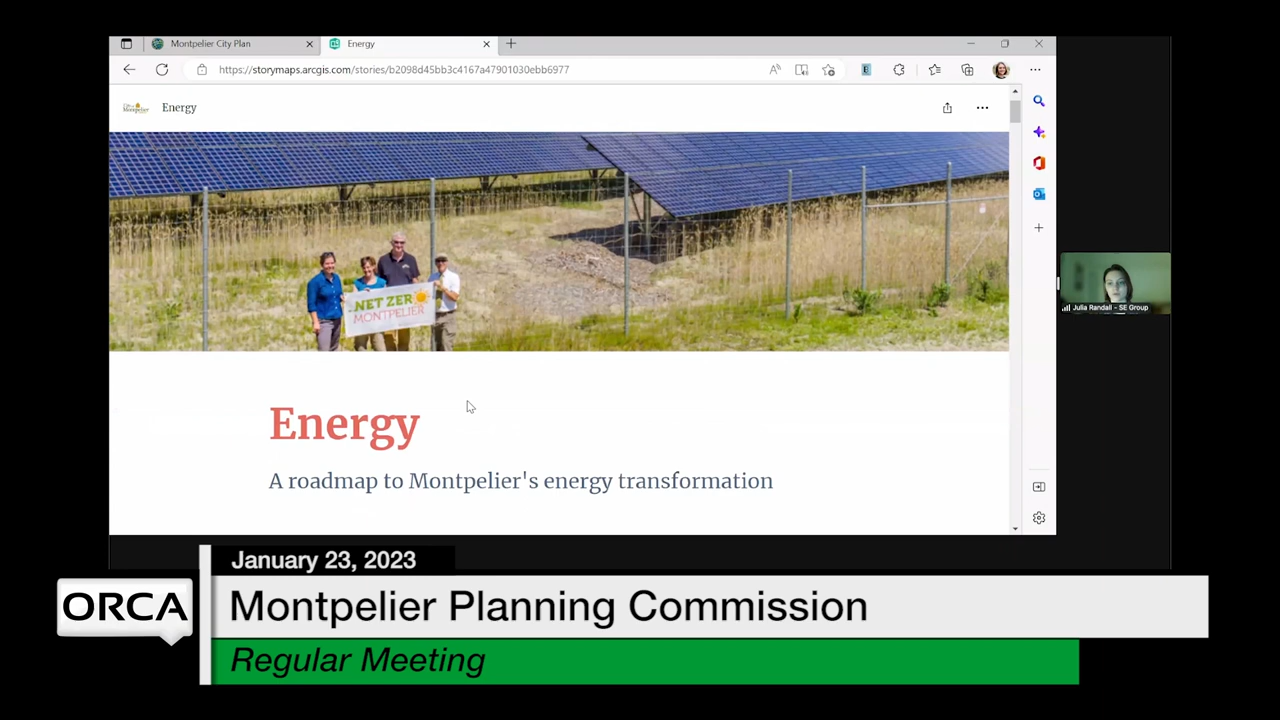 Montpelier City Plan
Energy
https://storymaps.arcgis.com/stories/b2098d45bb3c4167a47901030ebb6977
Montpelier
Energy
NET ZERO
MONTPELIER
Julia Randall - SE Group
Energy
A roadmap to Montpelier's energy transformation
January 23, 2023
ORCA
Montpelier Planning Commission
Regular Meeting